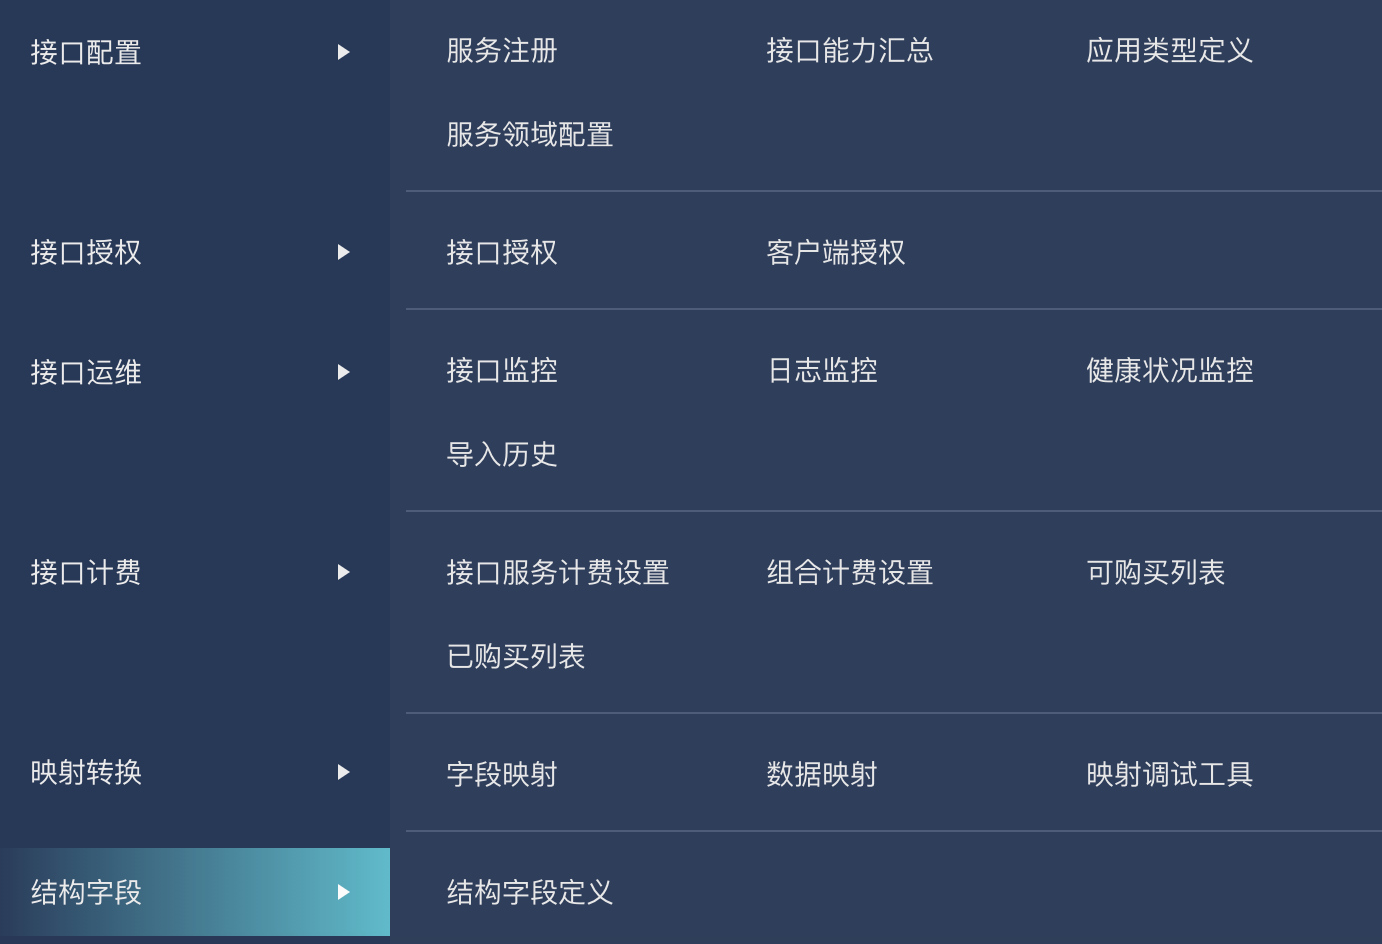 接口配置 服务注册 接口能力汇总 应用类型定义
服务领域配置
接口授权 接口授权 客户端授权
接口运维 接口监控 日志监控 健康状况监控
导入历史
接口计费 接口服务计费设置 组合计费设置 可购买列表
已购买列表
映射转换 字段映射 数据映射 映射调试工具
结构字段 结构字段定义